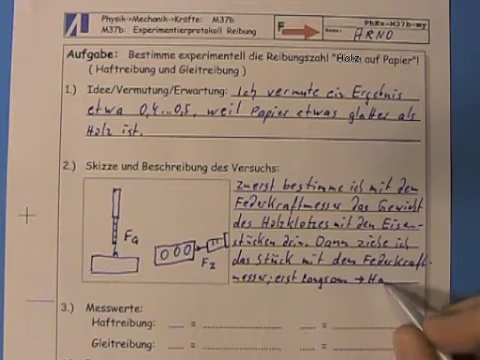 Physik→Mechanik→Kräfte: M37b
M37b: Experimentierprotokoll Reibung
F
Name:
ARNO
Aufgabe: Bestimme experimentell die Reibungszahl "Holz auf Papier"!
( Haftreibung und Gleitreibung )
1.) Idee/Vermutung/Erwartung: Ich vermute ein Ergebnis
etwa 0,4...0,5, weil Papier etwas glatter als
Holz ist.
2.) Skizze und Beschreibung des Versuchs:
FG
FZ
Zuerst bestimme ich mit dem
Federkraftmesser das Gewicht
des Holzklotzes mit den Eisen-
stücken drin. Dann ziehe ich
das Stück mit dem Federkraft-
messer; erst langsam → Ha
3.) Messwerte:
Haftreibung: ..... = .................... ..... = ....................
Gleitreibung: ..... = .................... ..... = ....................